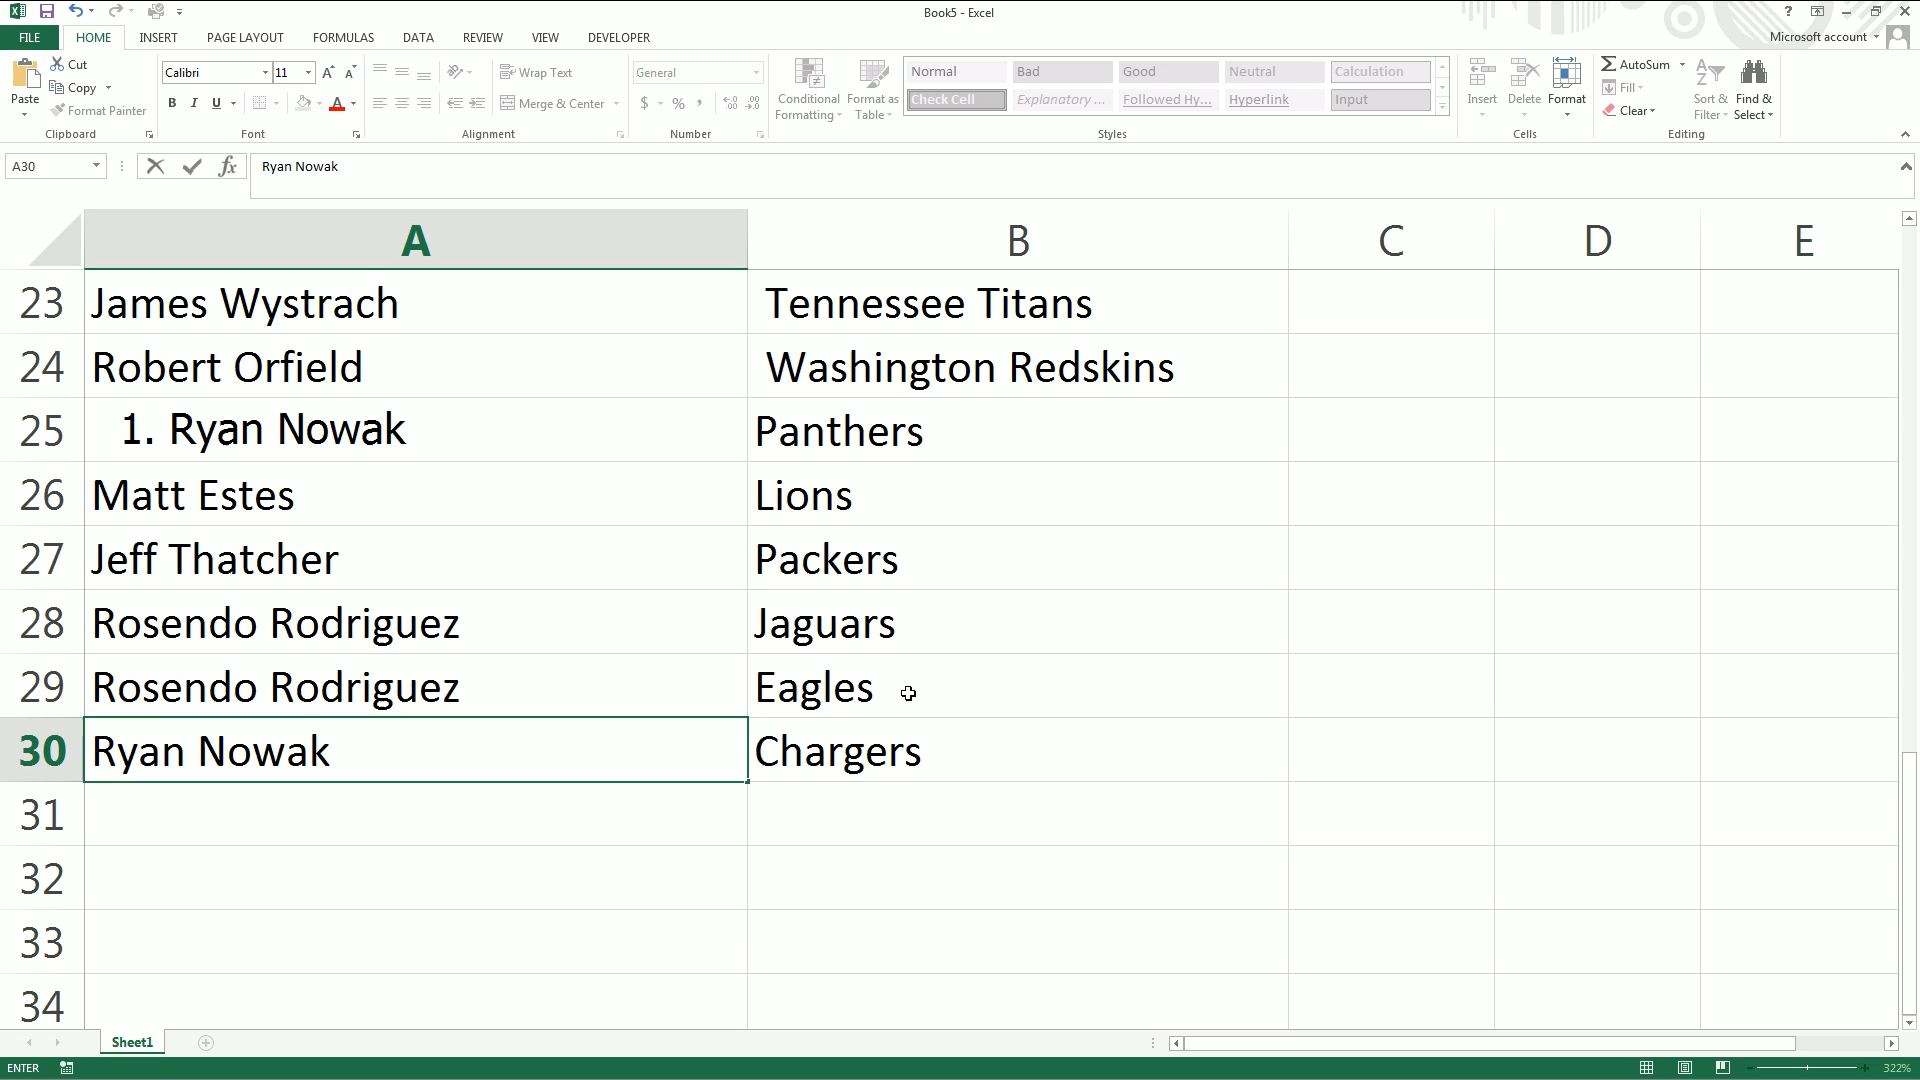 Book5 - Excel
FILE HOME INSERT PAGE LAYOUT FORMULAS DATA REVIEW VIEW DEVELOPER
Microsoft account
Paste
Cut
Copy
Format Painter
Clipboard
Calibri 11
B I U
Font
Wrap Text
Merge & Center
Alignment
General
$ % ,
Number
Conditional Formatting
Format as Table
Normal Bad Good Neutral Calculation
Check Cell Explanatory ... Followed Hy... Hyperlink Input
Styles
Insert Delete Format
Cells
AutoSum
Fill
Clear
Sort & Filter
Find & Select
Editing
A30
fx
Ryan Nowak
A B C D E
23 James Wystrach Tennessee Titans
24 Robert Orfield Washington Redskins
25 1. Ryan Nowak Panthers
26 Matt Estes Lions
27 Jeff Thatcher Packers
28 Rosendo Rodriguez Jaguars
29 Rosendo Rodriguez Eagles
30 Ryan Nowak Chargers
31
32
33
34
Sheet1
ENTER
322%